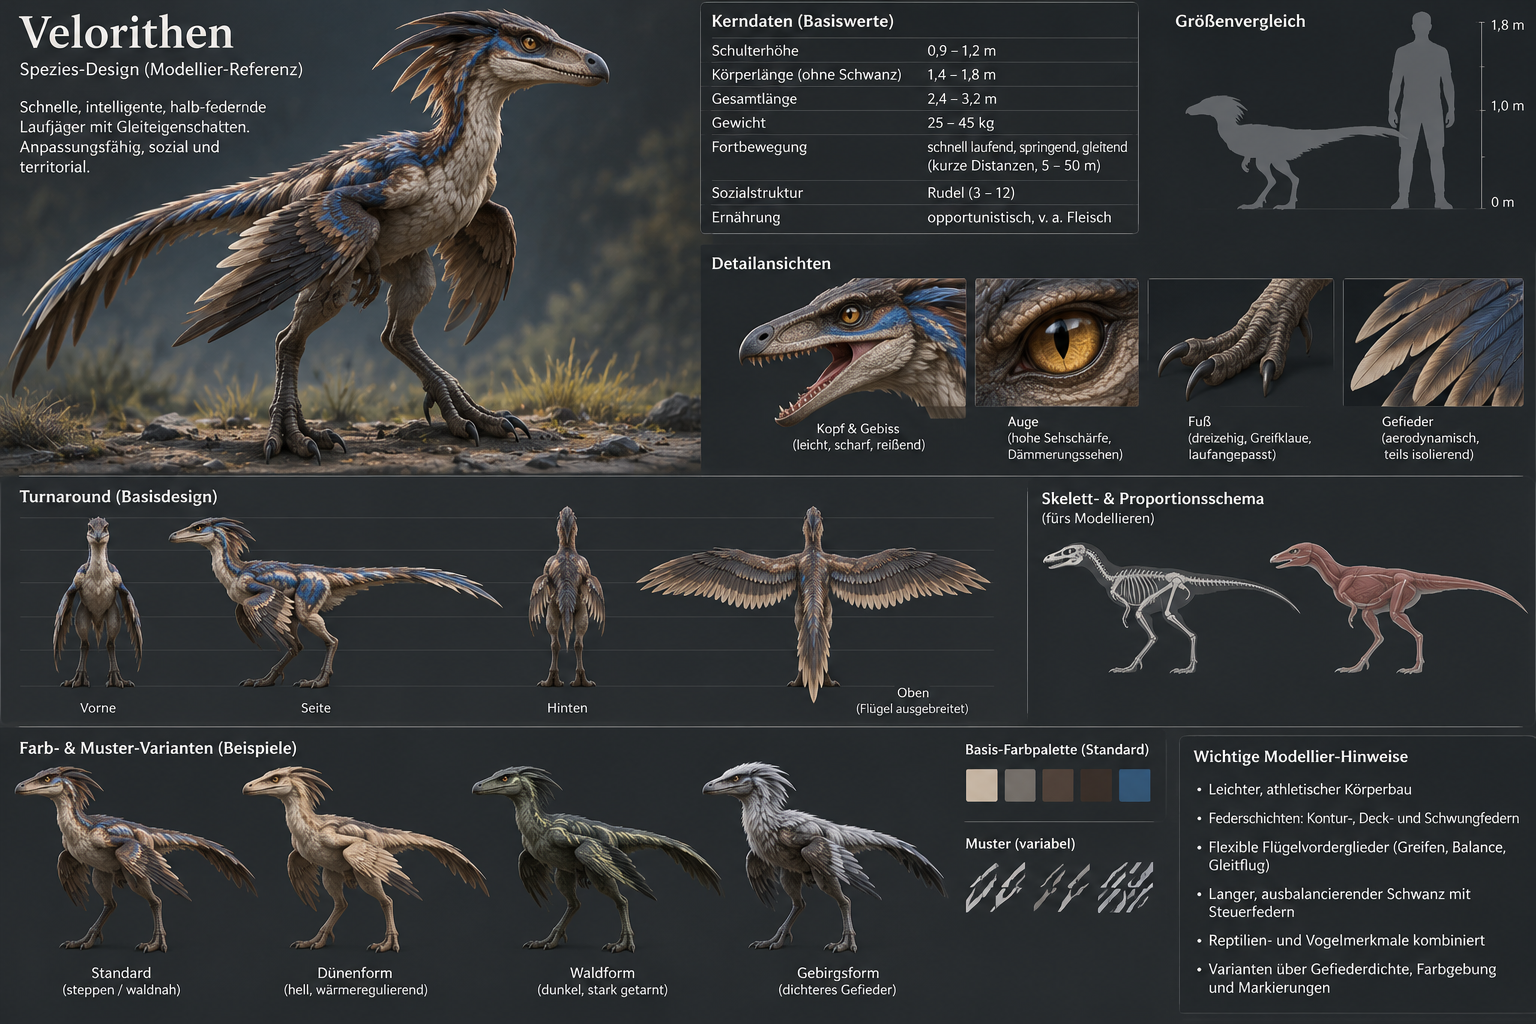 Velorithen
Spezies-Design (Modellier-Referenz)
Schnelle, intelligente, halb-federnde
Laufjäger mit Gleiteigenschatten.
Anpassungsfähig, sozial und
territorial.
Kerndaten (Basiswerte)
Schulterhöhe 0,9 – 1,2 m
Körperlänge (ohne Schwanz) 1,4 – 1,8 m
Gesamtlänge 2,4 – 3,2 m
Gewicht 25 – 45 kg
Fortbewegung schnell laufend, springend, gleitend
(kurze Distanzen, 5 – 50 m)
Sozialstruktur Rudel (3 – 12)
Ernährung opportunistisch, v. a. Fleisch
Größenvergleich
1,8 m
1,0 m
0 m
Detailansichten
Kopf & Gebiss
(leicht, scharf, reißend)
Auge
(hohe Sehschärfe,
Dämmerungssehen)
Fuß
(dreizehig, Greifklaue,
laufangepasst)
Gefieder
(aerodynamisch,
teils isolierend)
Turnaround (Basisdesign)
Vorne
Seite
Hinten
Oben
(Flügel ausgebreitet)
Skelett- & Proportionsschema
(fürs Modellieren)
Farb- & Muster-Varianten (Beispiele)
Standard
(steppen / waldnah)
Dünenform
(hell, wärmeregulierend)
Waldform
(dunkel, stark getarnt)
Gebirgsform
(dichteres Gefieder)
Basis-Farbpalette (Standard)
Muster (variabel)
Wichtige Modellier-Hinweise
• Leichter, athletischer Körperbau
• Federschichten: Kontur-, Deck- und Schwungfedern
• Flexible Flügelvorderglieder (Greifen, Balance,
Gleitflug)
• Langer, ausbalancierender Schwanz mit
Steuerfedern
• Reptilien- und Vogelmerkmale kombiniert
• Varianten über Gefiederdichte, Farbgebung
und Markierungen